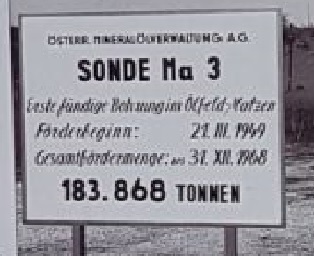 ÖSTERR. MINERALÖLVERWALTUNG A.G.
SONDE Ma 3
Erste fündige Bohrung im Ölfeld Matzen
Förderbeginn: 21. III. 1949
Gesamtfördermenge: bis 31. XII. 1968
183.868 TONNEN